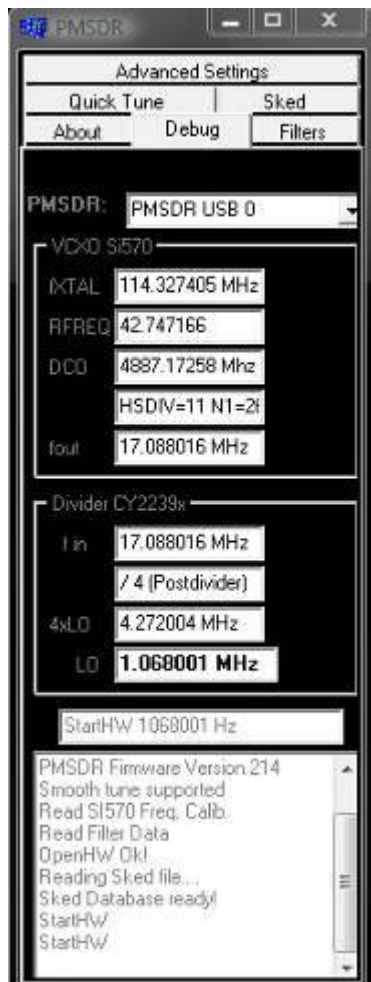 PMSDR
Advanced Settings
Quick Tune
Sked
About
Debug
Filters
PMSDR: PMSDR USB 0
VCXO Si570
fXTAL 114.327405 MHz
RFREQ 42.747166
DCO 4887.17258 Mhz
HSDIV=11 N1=26
fout 17.088016 MHz
Divider CY2239x
f in 17.088016 MHz
/ 4 (Postdivider)
4xLO 4.272004 MHz
LO 1.068001 MHz
StartHW 1068001 Hz
PMSDR Firmware Version 214
Smooth tune supported
Read SI570 Freq. Calib.
Read Filter Data
OpenHW Ok!
Reading Sked file....
Sked Database ready!
StartHW
StartHW